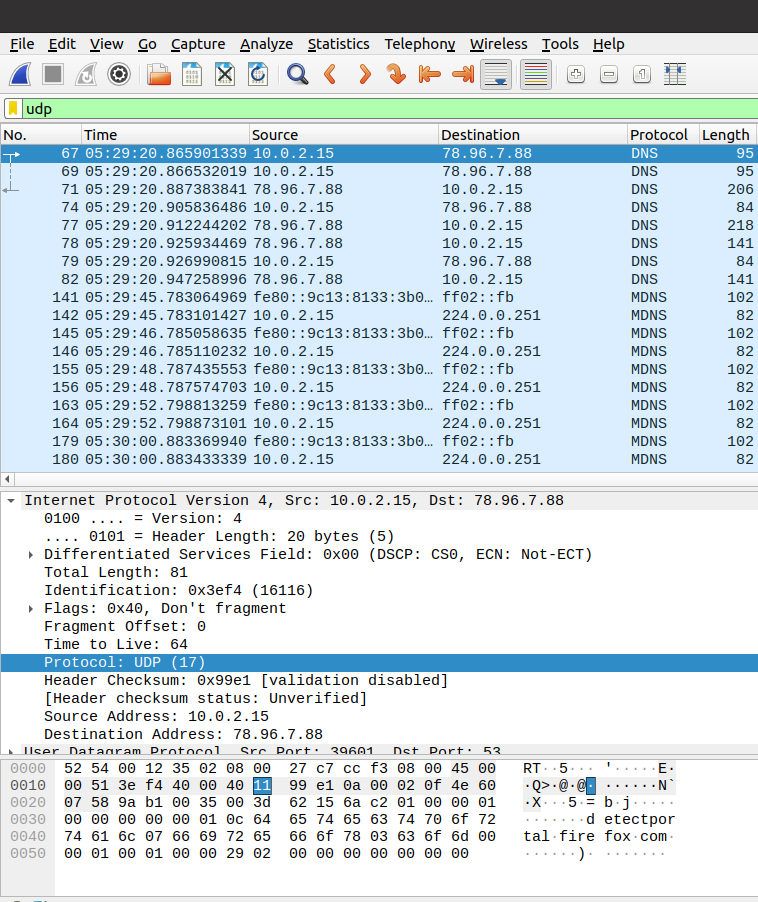 File Edit View Go Capture Analyze Statistics Telephony Wireless Tools Help
udp
No. Time Source Destination Protocol Length
67 05:29:20.865901339 10.0.2.15 78.96.7.88 DNS 95
69 05:29:20.866532019 10.0.2.15 78.96.7.88 DNS 95
71 05:29:20.887383841 78.96.7.88 10.0.2.15 DNS 206
74 05:29:20.905836486 10.0.2.15 78.96.7.88 DNS 84
77 05:29:20.912244202 78.96.7.88 10.0.2.15 DNS 218
78 05:29:20.925934469 78.96.7.88 10.0.2.15 DNS 141
79 05:29:20.926990815 10.0.2.15 78.96.7.88 DNS 84
82 05:29:20.947258996 78.96.7.88 10.0.2.15 DNS 141
141 05:29:45.783064969 fe80::9c13:8133:3b0… ff02::fb MDNS 102
142 05:29:45.783101427 10.0.2.15 224.0.0.251 MDNS 82
145 05:29:46.785058635 fe80::9c13:8133:3b0… ff02::fb MDNS 102
146 05:29:46.785110232 10.0.2.15 224.0.0.251 MDNS 82
155 05:29:48.787435553 fe80::9c13:8133:3b0… ff02::fb MDNS 102
156 05:29:48.787574703 10.0.2.15 224.0.0.251 MDNS 82
163 05:29:52.798813259 fe80::9c13:8133:3b0… ff02::fb MDNS 102
164 05:29:52.798873101 10.0.2.15 224.0.0.251 MDNS 82
179 05:30:00.883369940 fe80::9c13:8133:3b0… ff02::fb MDNS 102
180 05:30:00.883433339 10.0.2.15 224.0.0.251 MDNS 82
Internet Protocol Version 4, Src: 10.0.2.15, Dst: 78.96.7.88
0100 .... = Version: 4
.... 0101 = Header Length: 20 bytes (5)
Differentiated Services Field: 0x00 (DSCP: CS0, ECN: Not-ECT)
Total Length: 81
Identification: 0x3ef4 (16116)
Flags: 0x40, Don't fragment
Fragment Offset: 0
Time to Live: 64
Protocol: UDP (17)
Header Checksum: 0x99e1 [validation disabled]
[Header checksum status: Unverified]
Source Address: 10.0.2.15
Destination Address: 78.96.7.88
User Datagram Protocol, Src Port: 39601, Dst Port: 53
0000 52 54 00 12 35 02 08 00 27 c7 cc f3 08 00 45 00 RT··5··· '·····E·
0010 00 51 3e f4 40 00 40 11 99 e1 0a 00 02 0f 4e 60 ·Q>·@·@· ······N`
0020 07 58 9a b1 00 35 00 3d 62 15 6a c2 01 00 00 01 ·X···5·= b·j·····
0030 00 00 00 00 00 01 0c 64 65 74 65 63 74 70 6f 72 ·······d etectpor
0040 74 61 6c 07 66 69 72 65 66 6f 78 03 63 6f 6d 00 tal·fire fox·com·
0050 00 01 00 01 00 00 29 02 00 00 00 00 00 00 00 ······)· ·······